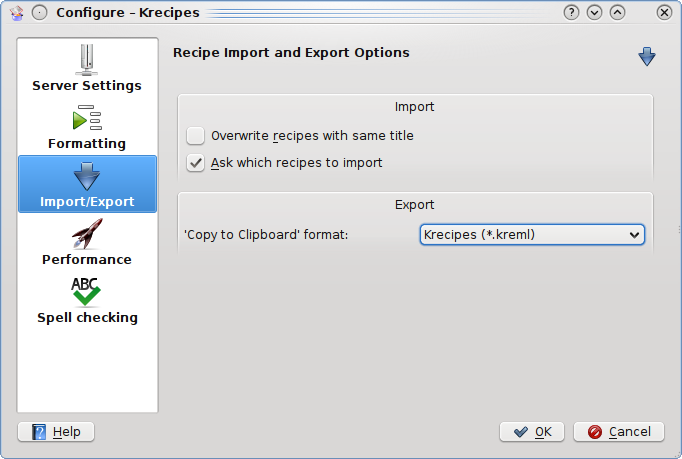 Configure – Krecipes
Server Settings
Formatting
Import/Export
Performance
ABC
Spell checking
Recipe Import and Export Options
Import
Overwrite recipes with same title
Ask which recipes to import
Export
'Copy to Clipboard' format: Krecipes (*.kreml)
Help
OK
Cancel